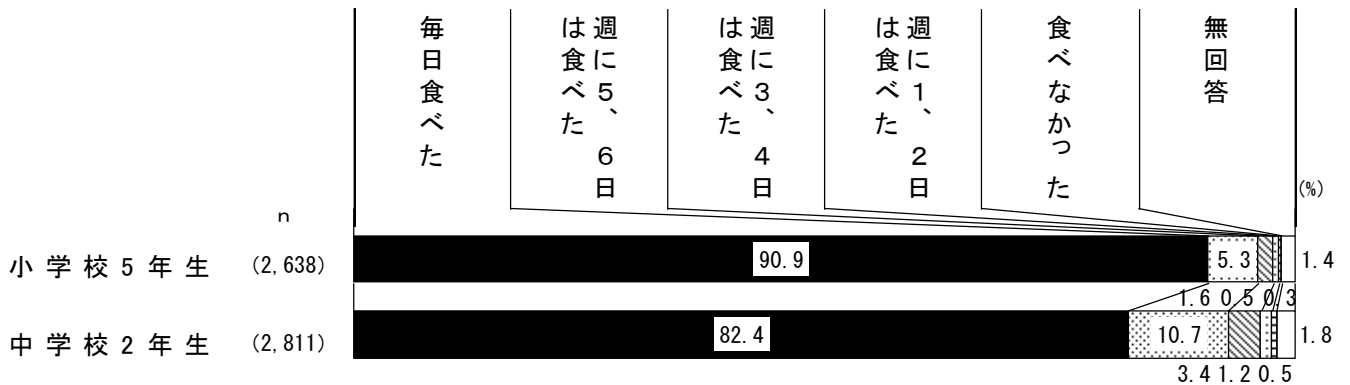 毎日食べた
週に５、６日
は食べた
週に３、４日
は食べた
週に１、２日
は食べた
食べなかった
無回答
(%)
n
小学校５年生 (2,638) 90.9 5.3 1.4
1.6 0.5 0.3
中学校２年生 (2,811) 82.4 10.7 1.8
3.4 1.2 0.5